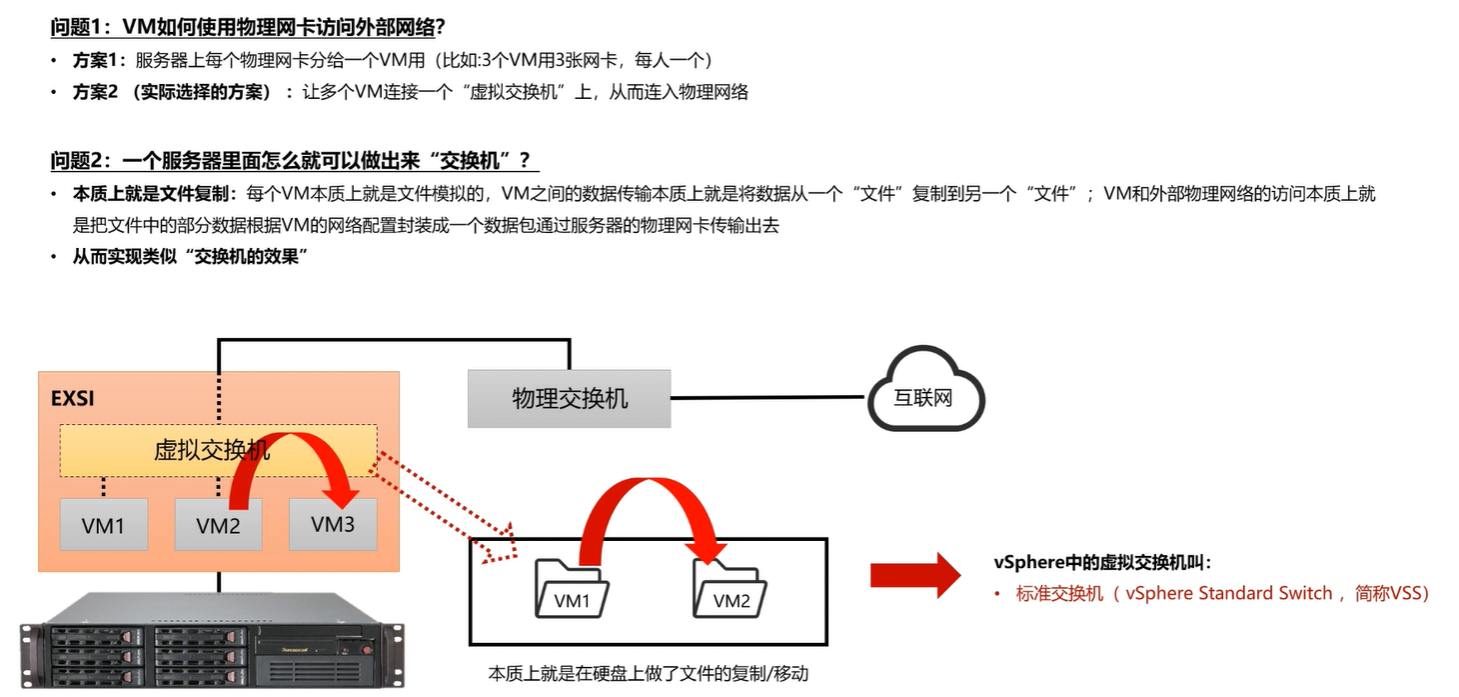 问题1：VM如何使用物理网卡访问外部网络?
• 方案1：服务器上每个物理网卡分给一个VM用（比如:3个VM用3张网卡，每人一个）
• 方案2 （实际选择的方案）：让多个VM连接一个“虚拟交换机”上，从而连入物理网络
问题2：一个服务器里面怎么就可以做出来“交换机”？
• 本质上就是文件复制：每个VM本质上就是文件模拟的，VM之间的数据传输本质上就是将数据从一个“文件”复制到另一个“文件”；VM和外部物理网络的访问本质上就
是把文件中的部分数据根据VM的网络配置封装成一个数据包通过服务器的物理网卡传输出去
• 从而实现类似“交换机的效果”
EXSI
虚拟交换机
VM1
VM2
VM3
物理交换机
互联网
VM1
VM2
本质上就是在硬盘上做了文件的复制/移动
vSphere中的虚拟交换机叫：
• 标准交换机（ vSphere Standard Switch ，简称VSS）